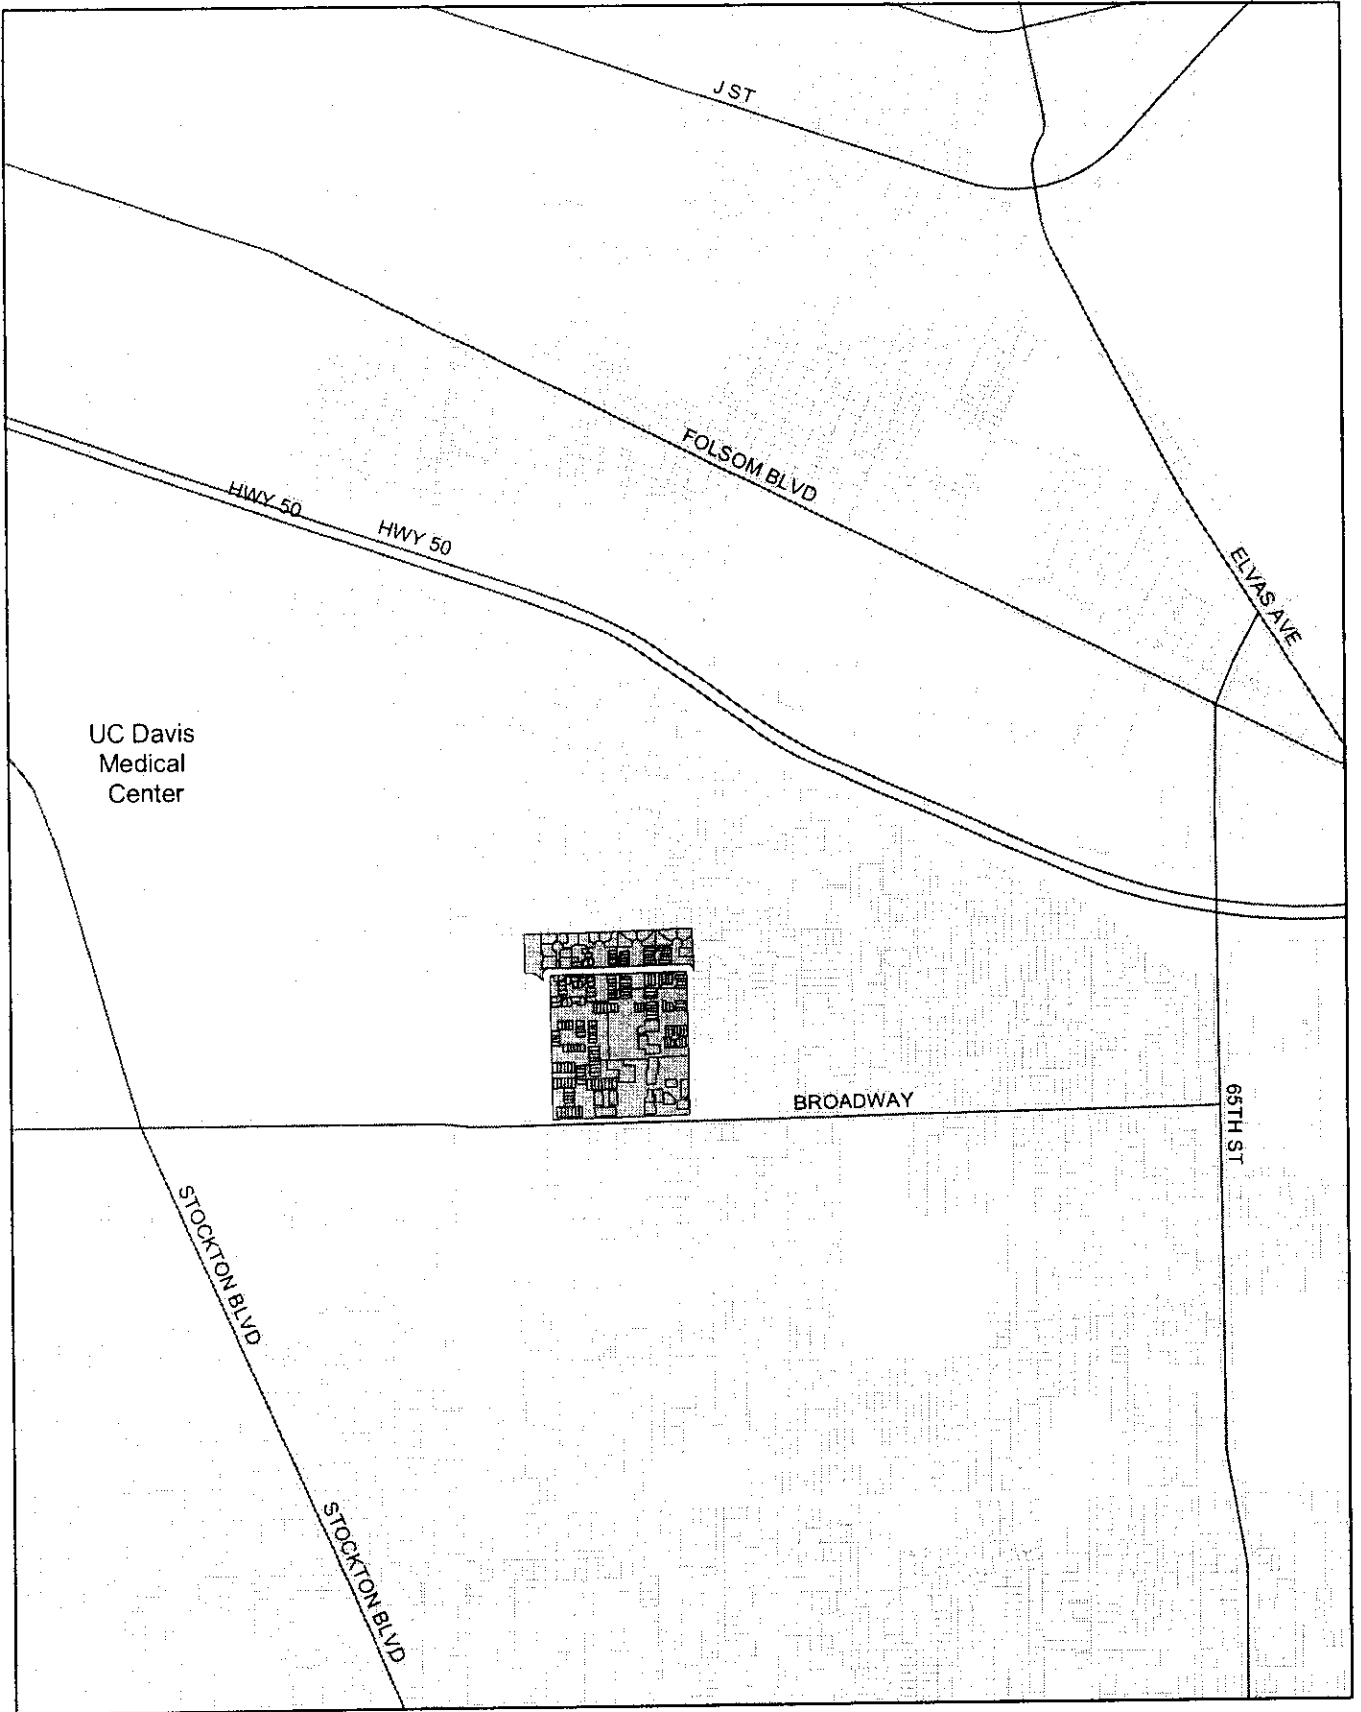 J ST
FOLSOM BLVD
HWY 50
HWY 50
ELVAS AVE
UC Davis
Medical
Center
BROADWAY
65TH ST
STOCKTON BLVD
STOCKTON BLVD